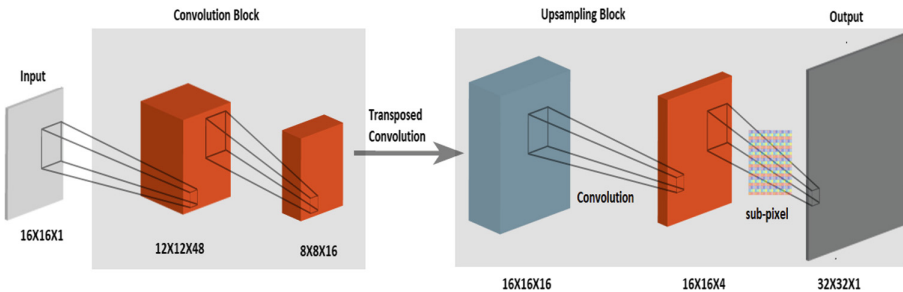 Convolution Block
Upsampling Block
Output
Input
Transposed
Convolution
Convolution
sub-pixel
16X16X1
12X12X48
8X8X16
16X16X16
16X16X4
32X32X1